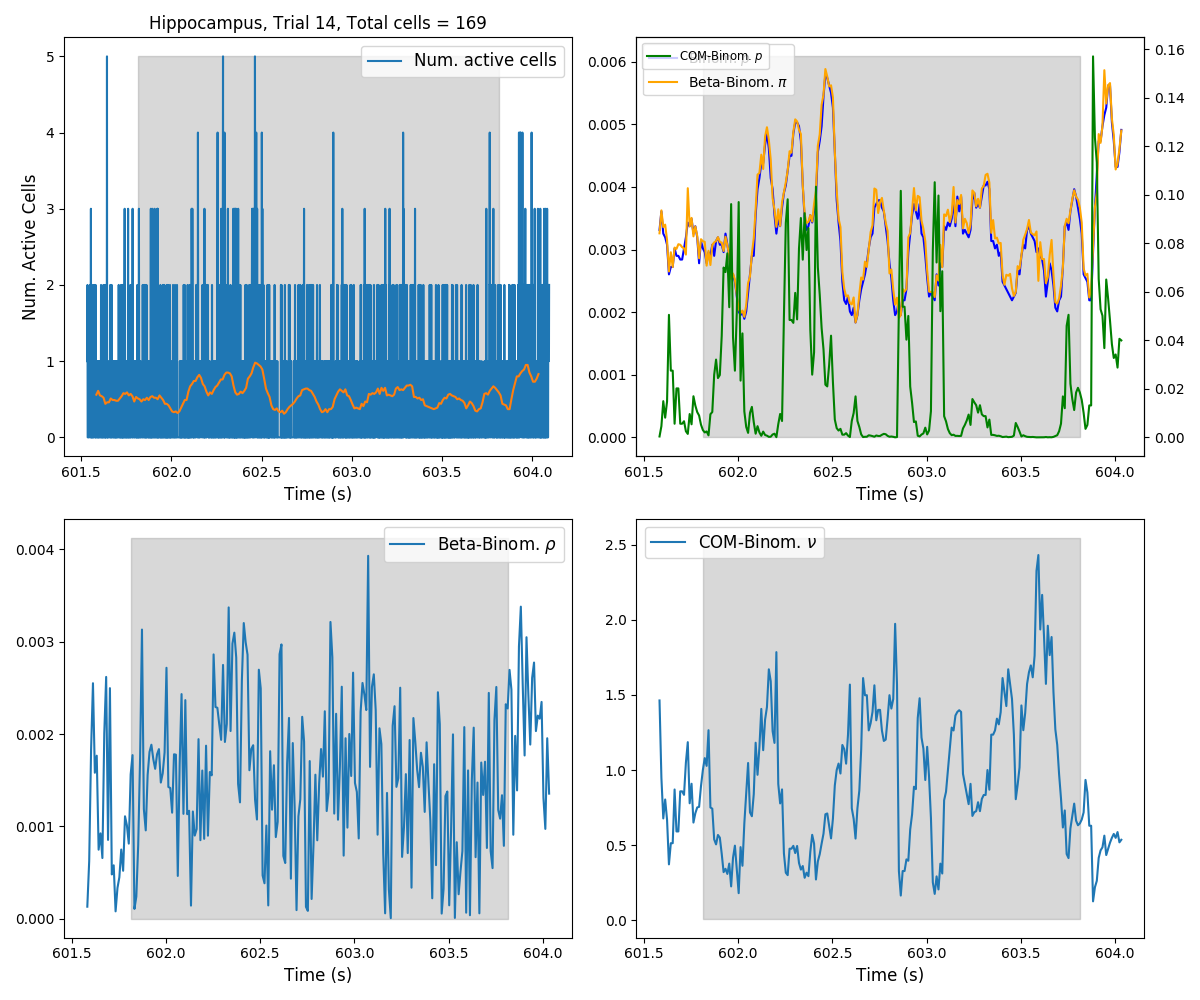 Hippocampus, Trial 14, Total cells = 169
Num. active cells
Num. Active Cells
5
4
3
2
1
0
601.5 602.0 602.5 603.0 603.5 604.0
Time (s)
COM-Binom. p
Beta-Binom. π
0.006
0.005
0.004
0.003
0.002
0.001
0.000
0.16
0.14
0.12
0.10
0.08
0.06
0.04
0.02
0.00
601.5 602.0 602.5 603.0 603.5 604.0
Time (s)
Beta-Binom. ρ
0.004
0.003
0.002
0.001
0.000
601.5 602.0 602.5 603.0 603.5 604.0
Time (s)
COM-Binom. ν
2.5
2.0
1.5
1.0
0.5
0.0
601.5 602.0 602.5 603.0 603.5 604.0
Time (s)